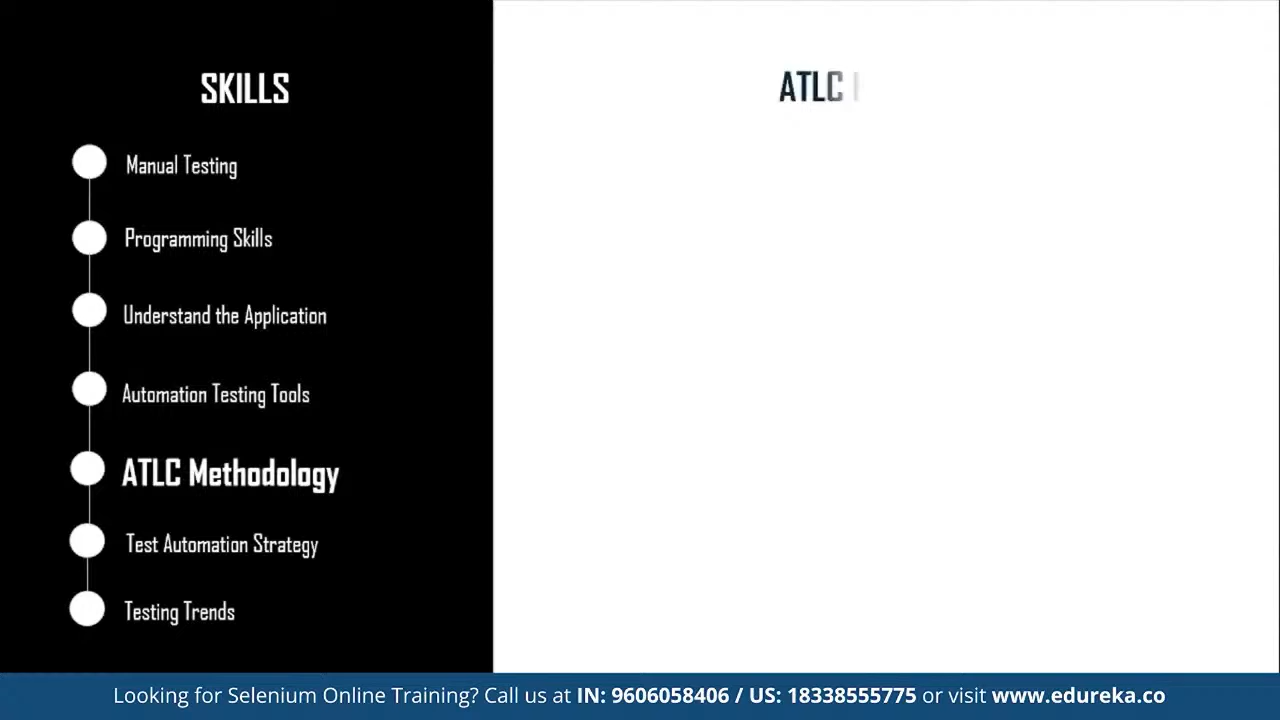 SKILLS
Manual Testing
Programming Skills
Understand the Application
Automation Testing Tools
ATLC Methodology
Test Automation Strategy
Testing Trends
ATLC
Looking for Selenium Online Training? Call us at IN: 9606058406 / US: 18338555775 or visit www.edureka.co